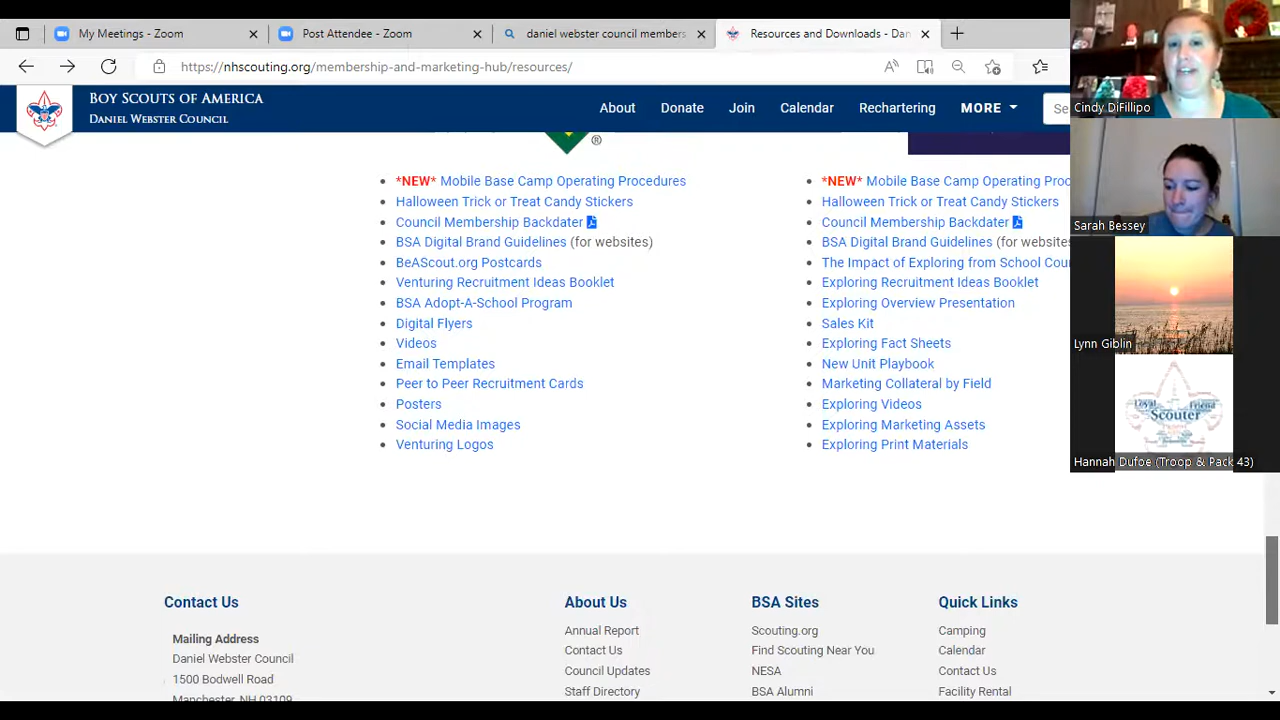 My Meetings - Zoom
Post Attendee - Zoom
daniel webster council members
Resources and Downloads - Dan
https://nhscouting.org/membership-and-marketing-hub/resources/
BOY SCOUTS OF AMERICA
DANIEL WEBSTER COUNCIL
About
Donate
Join
Calendar
Rechartering
MORE
Se
®
*NEW* Mobile Base Camp Operating Procedures
Halloween Trick or Treat Candy Stickers
Council Membership Backdater
BSA Digital Brand Guidelines (for websites)
BeAScout.org Postcards
Venturing Recruitment Ideas Booklet
BSA Adopt-A-School Program
Digital Flyers
Videos
Email Templates
Peer to Peer Recruitment Cards
Posters
Social Media Images
Venturing Logos
*NEW* Mobile Base Camp Operating Proc
Halloween Trick or Treat Candy Stickers
Council Membership Backdater
BSA Digital Brand Guidelines (for websites
The Impact of Exploring from School Cou
Exploring Recruitment Ideas Booklet
Exploring Overview Presentation
Sales Kit
Exploring Fact Sheets
New Unit Playbook
Marketing Collateral by Field
Exploring Videos
Exploring Marketing Assets
Exploring Print Materials
Cindy DiFillipo
Sarah Bessey
Lynn Giblin
Loyal
Friend
Scouter
Hannah Dufoe (Troop & Pack 43)
Contact Us
Mailing Address
Daniel Webster Council
1500 Bodwell Road
Manchester, NH 03109
About Us
Annual Report
Contact Us
Council Updates
Staff Directory
BSA Sites
Scouting.org
Find Scouting Near You
NESA
BSA Alumni
Quick Links
Camping
Calendar
Contact Us
Facility Rental